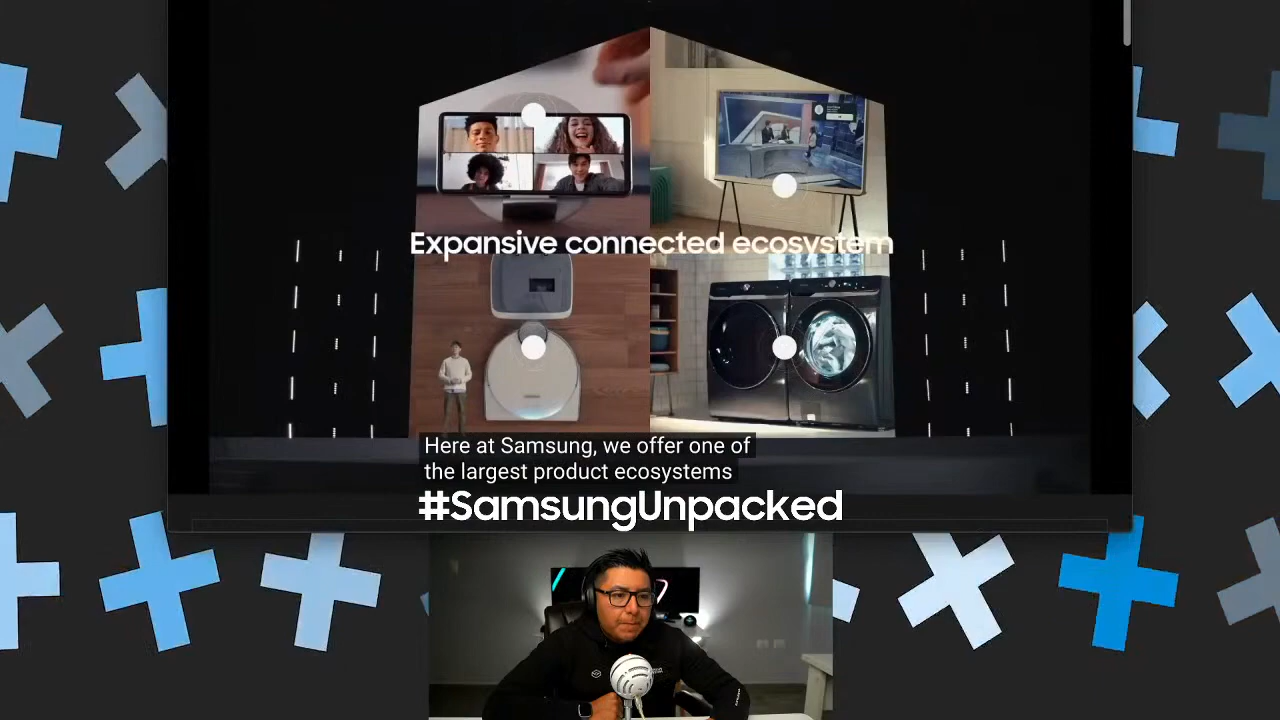 Expansive connected ecosystem
Here at Samsung, we offer one of
the largest product ecosystems
#SamsungUnpacked